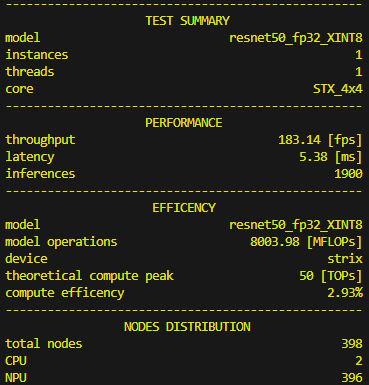 ---------------------------------------------------
TEST SUMMARY
model resnet50_fp32_XINT8
instances 1
threads 1
core STX_4x4
---------------------------------------------------
PERFORMANCE
throughput 183.14 [fps]
latency 5.38 [ms]
inferences 1900
---------------------------------------------------
EFFICENCY
model resnet50_fp32_XINT8
model operations 8003.98 [MFLOPs]
device strix
theoretical compute peak 50 [TOPs]
compute efficency 2.93%
---------------------------------------------------
NODES DISTRIBUTION
total nodes 398
CPU 2
NPU 396